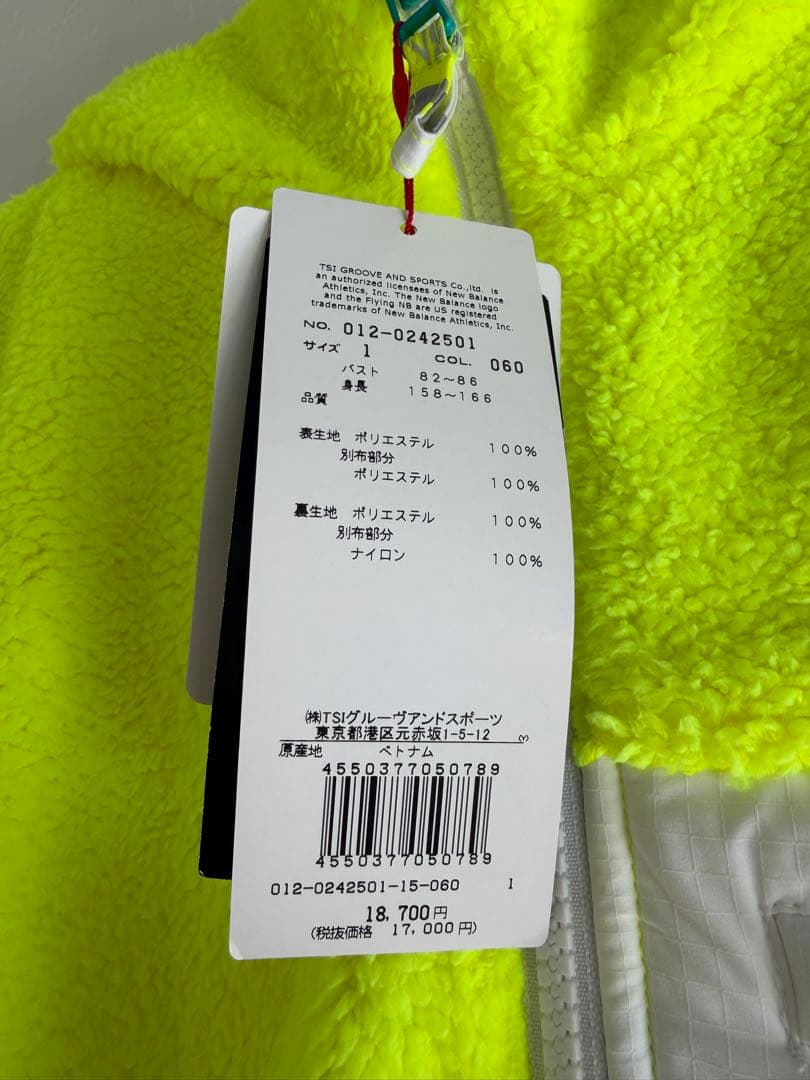 TSI GROOVE AND SPORTS Co.,ltd. is
an authorized licensees of New Balance
Athletics, Inc. The New Balance logo
and the Flying NB are US registered
trademarks of New Balance Athletics, Inc.
NO. 012-0242501
サイズ 1 COL. 060
バスト 82～86
身長 158～166
品質
表生地 ポリエステル 100%
別布部分
ポリエステル 100%
裏生地 ポリエステル 100%
別布部分
ナイロン 100%
㈱TSIグルーヴアンドスポーツ
東京都港区元赤坂1-5-12
原産地 ベトナム
4550377050789
4550377050789
012-0242501-15-060 1
18,700円
(税抜価格 17,000円)